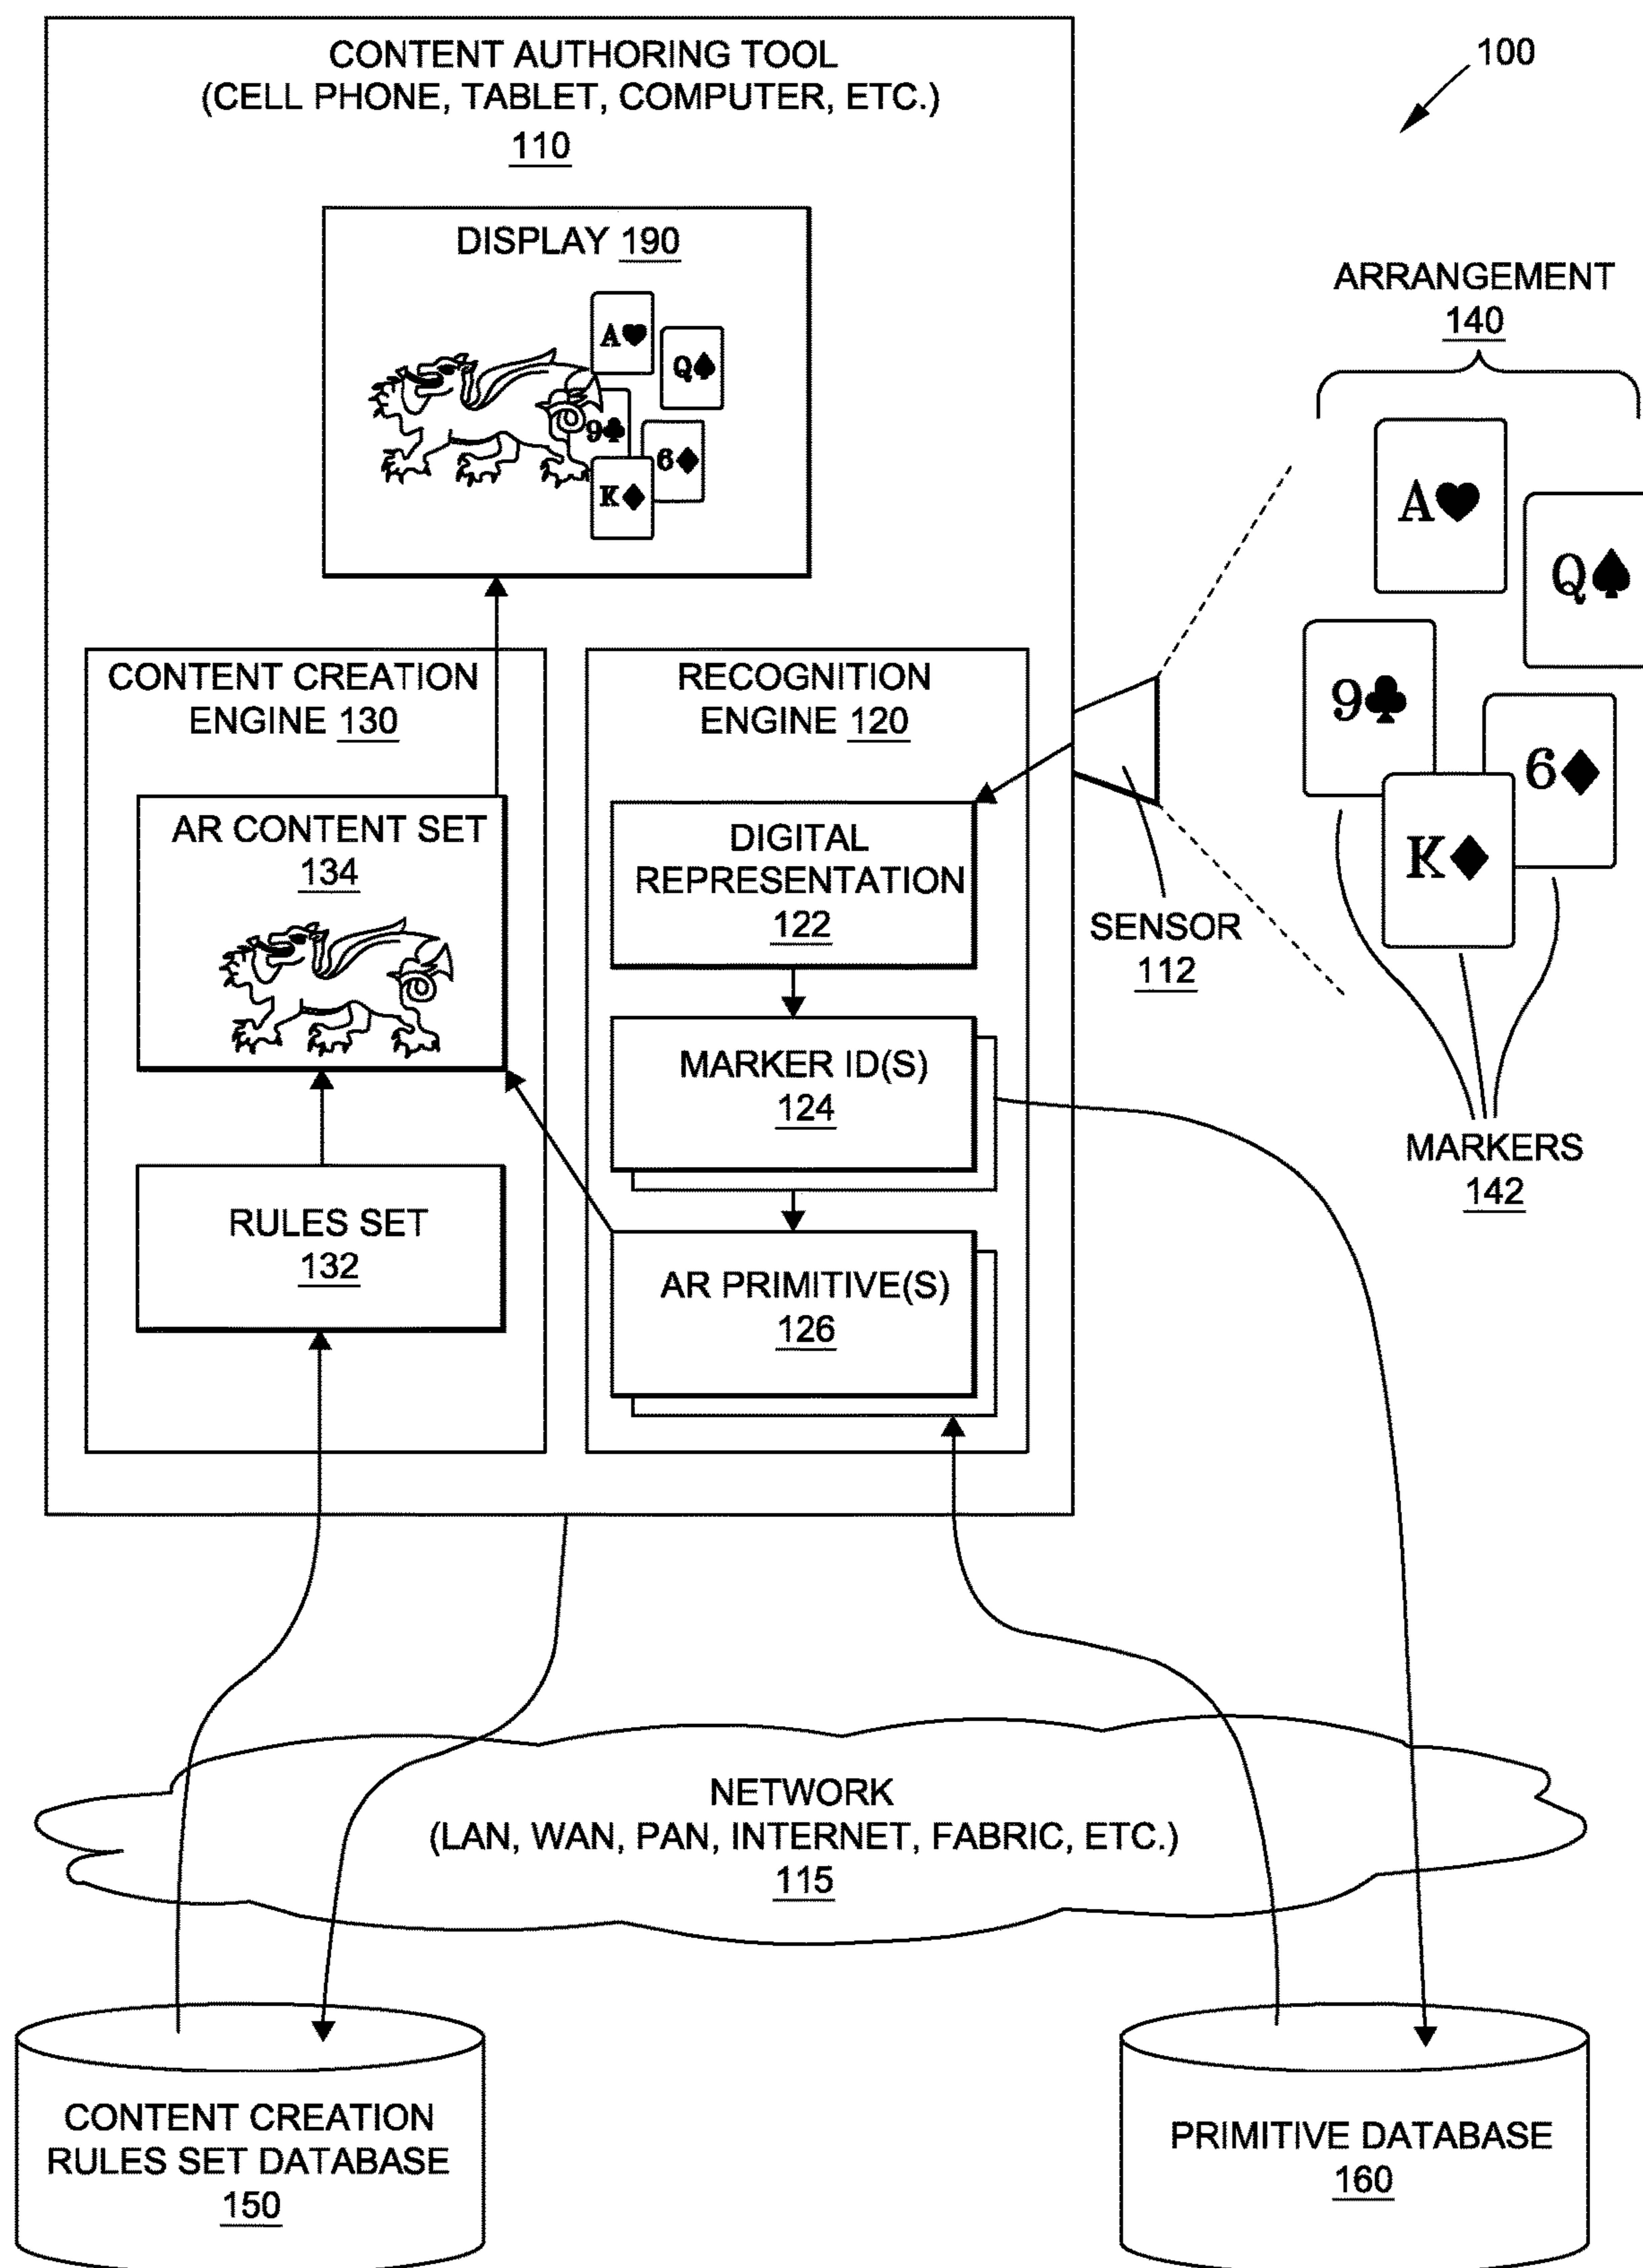 CONTENT AUTHORING TOOL
(CELL PHONE, TABLET, COMPUTER, ETC.)
110
100
DISPLAY 190
A♥
Q♠
9♣
6♦
K♦
ARRANGEMENT
140
A♥
Q♠
9♣
6♦
K♦
CONTENT CREATION
ENGINE 130
RECOGNITION
ENGINE 120
AR CONTENT SET
134
DIGITAL
REPRESENTATION
122
SENSOR
112
MARKER ID(S)
124
MARKERS
142
RULES SET
132
AR PRIMITIVE(S)
126
NETWORK
(LAN, WAN, PAN, INTERNET, FABRIC, ETC.)
115
CONTENT CREATION
RULES SET DATABASE
150
PRIMITIVE DATABASE
160